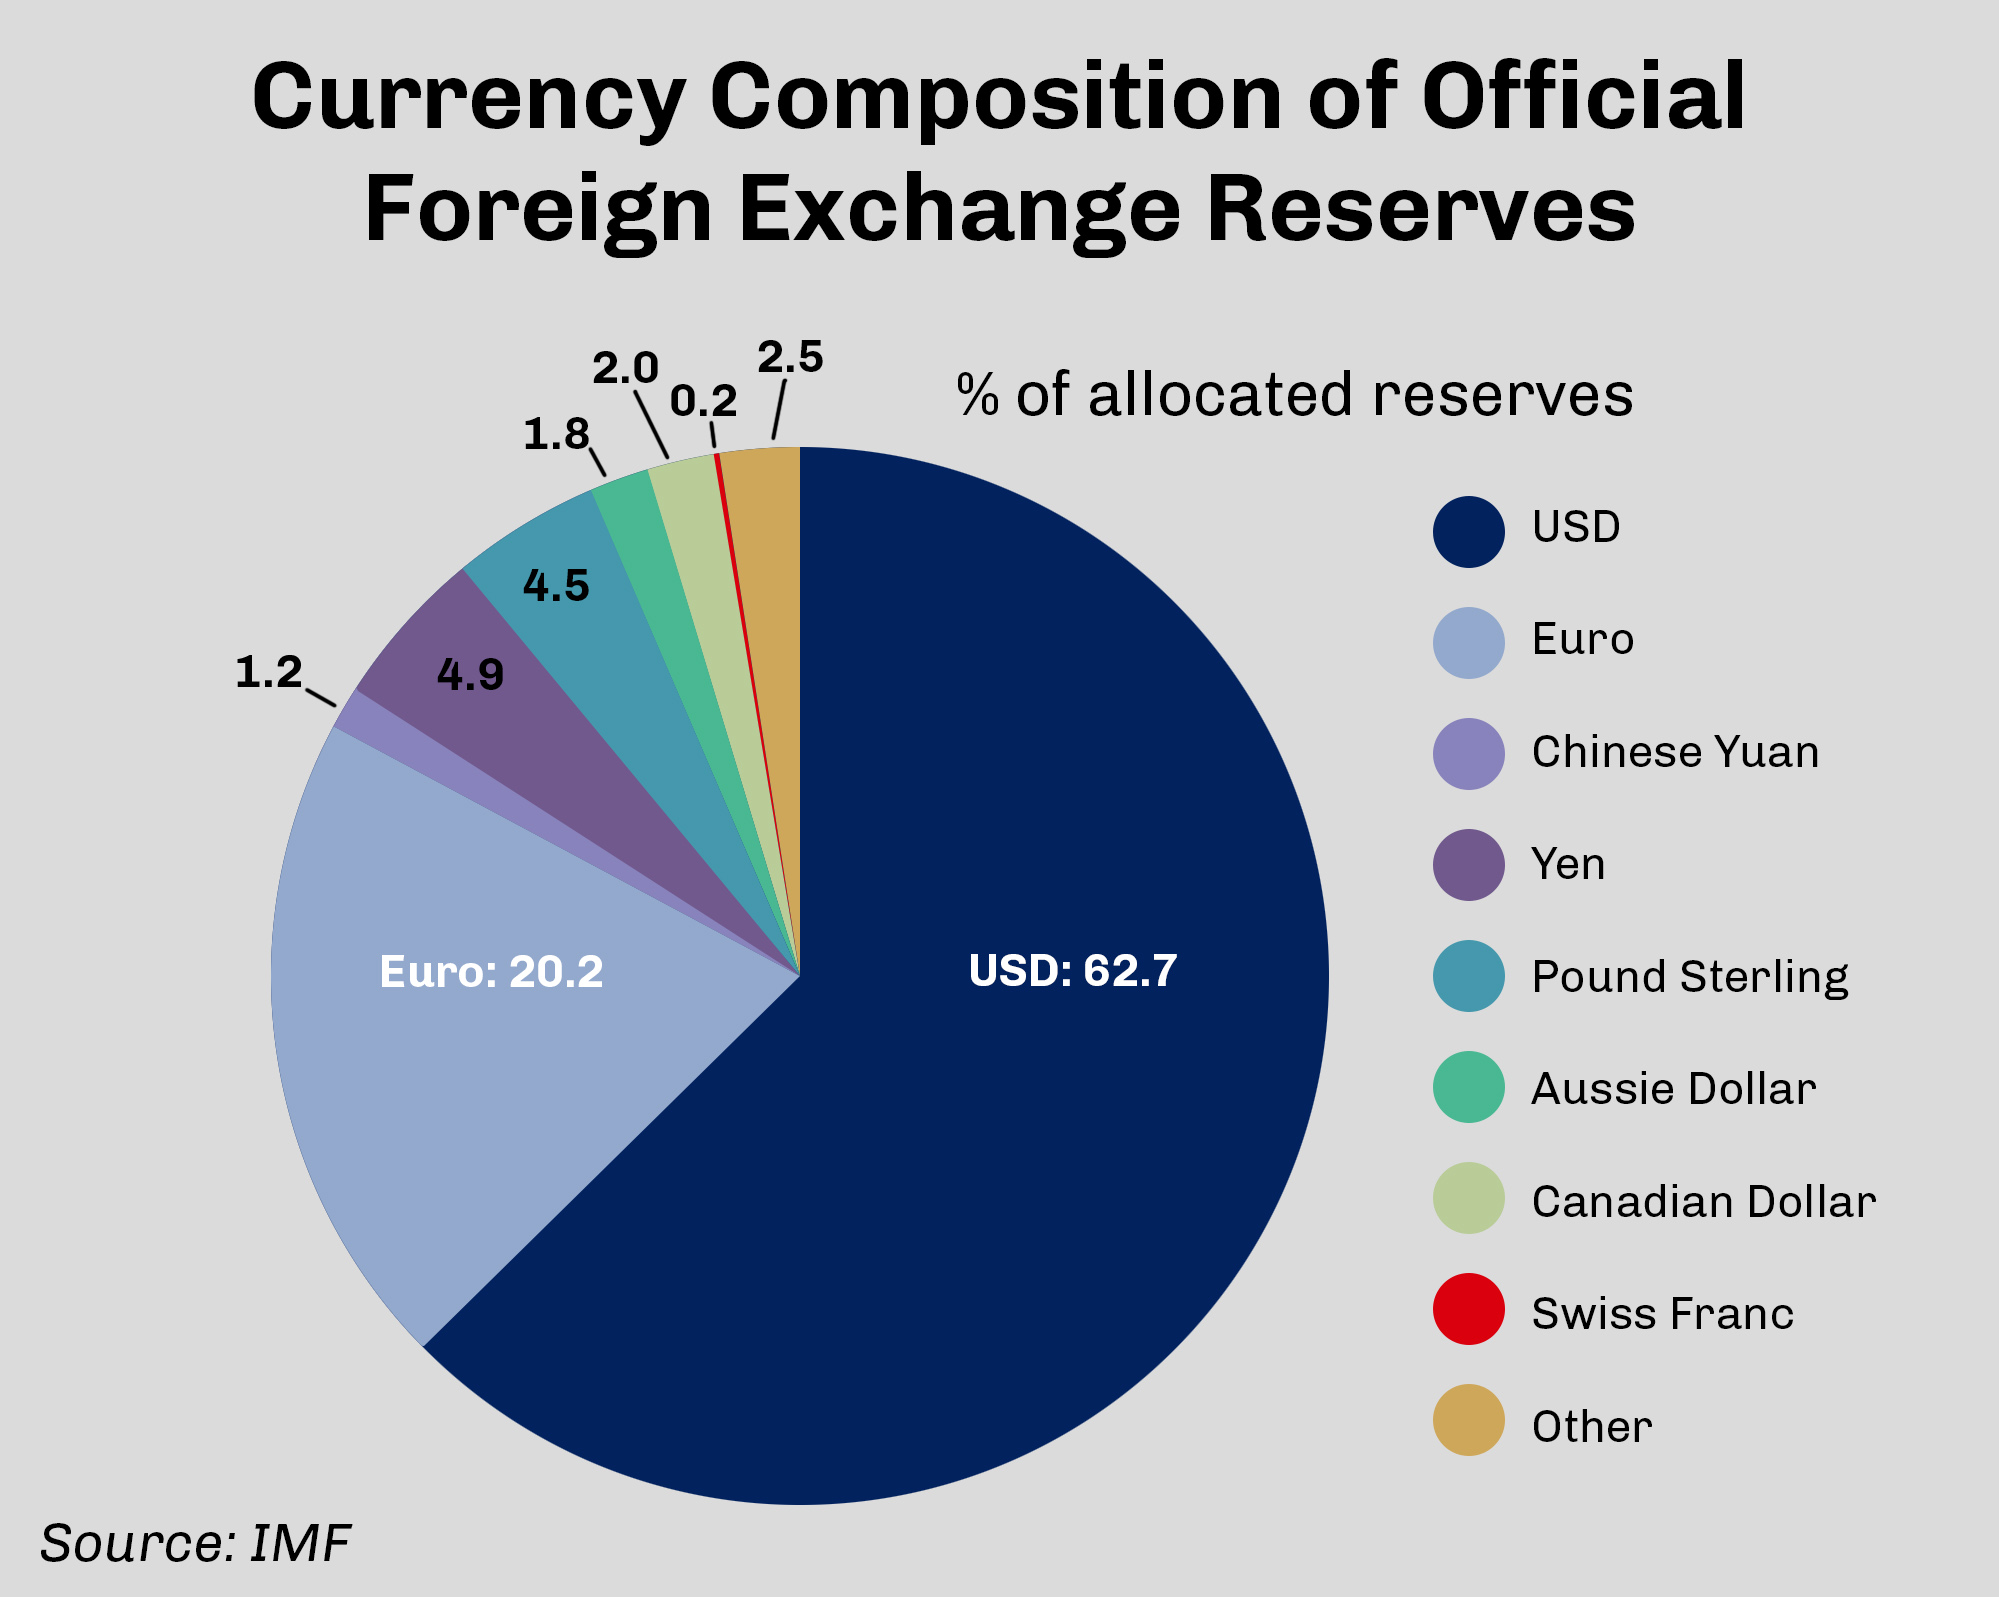 Currency Composition of Official
Foreign Exchange Reserves
% of allocated reserves
2.5
2.0
0.2
1.8
4.5
4.9
1.2
Euro: 20.2
USD: 62.7
USD
Euro
Chinese Yuan
Yen
Pound Sterling
Aussie Dollar
Canadian Dollar
Swiss Franc
Other
Source: IMF